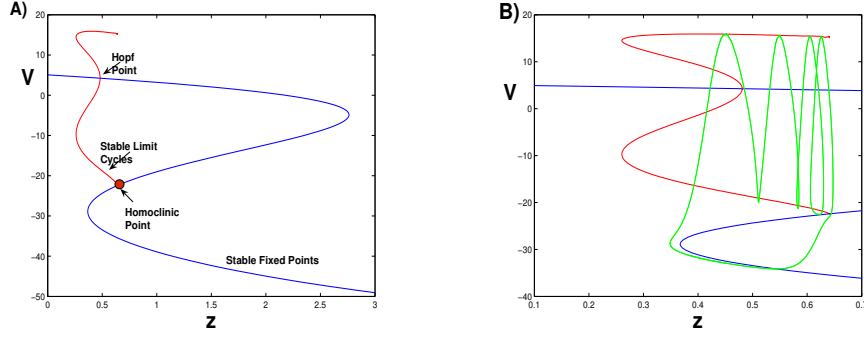 A)
20
10
0
−10
−20
−30
−40
−50
V
Hopf
Point
Stable Limit
Cycles
Homoclinic
Point
Stable Fixed Points
0
0.5
1
1.5
2
2.5
3
z
B)
20
10
0
−10
−20
−30
−40
V
0.1
0.2
0.3
0.4
0.5
0.6
0.7
z